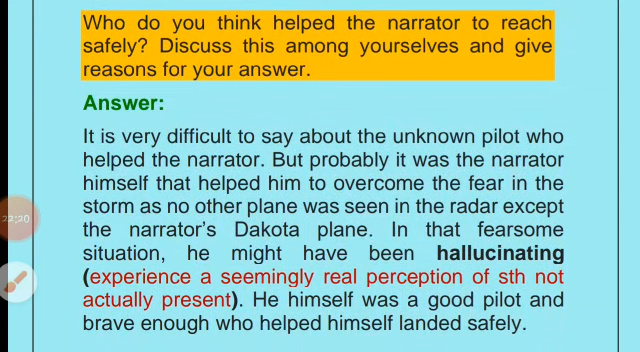 Who do you think helped the narrator to reach
safely? Discuss this among yourselves and give
reasons for your answer.
Answer:
It is very difficult to say about the unknown pilot who
helped the narrator. But probably it was the narrator
himself that helped him to overcome the fear in the
storm as no other plane was seen in the radar except
the narrator's Dakota plane. In that fearsome
situation, he might have been hallucinating
(experience a seemingly real perception of sth not
actually present). He himself was a good pilot and
brave enough who helped himself landed safely.
22:20